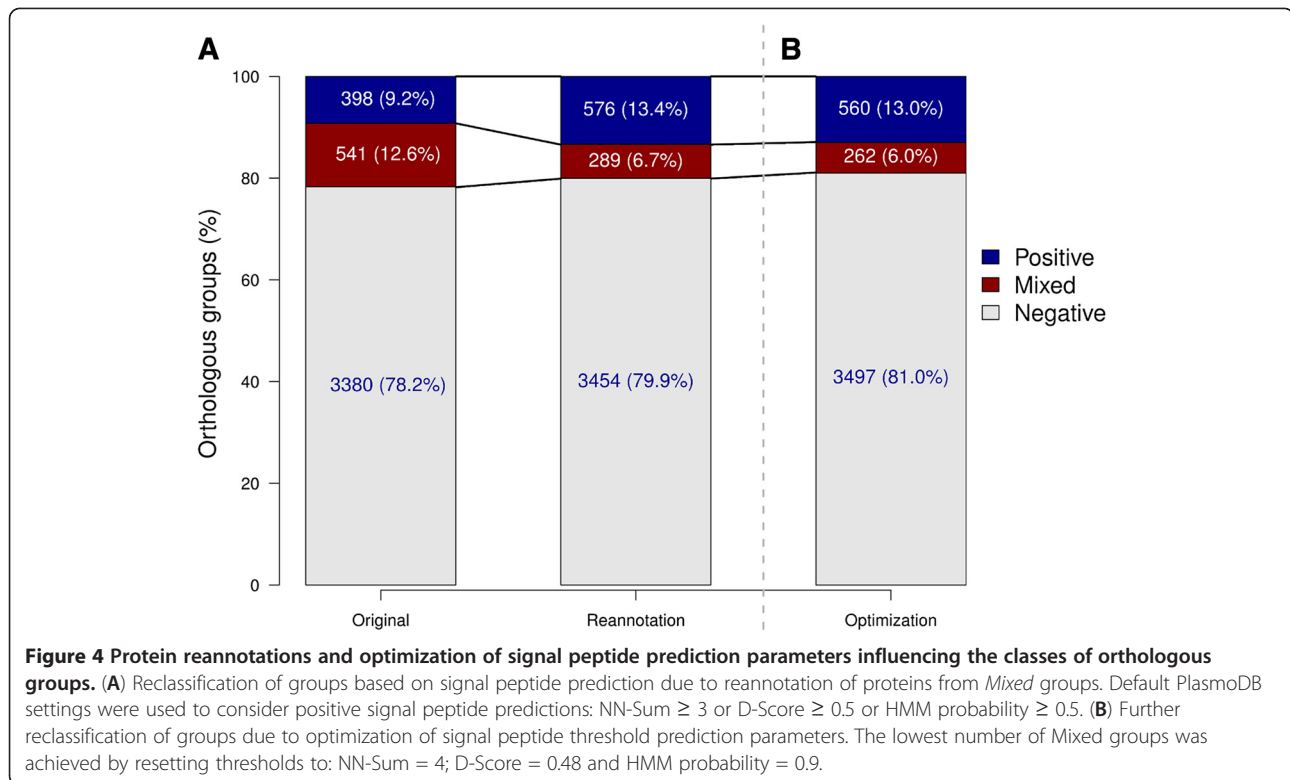 A
B
Orthologous groups (%)
100
80
60
40
20
0
398 (9.2%)
541 (12.6%)
3380 (78.2%)
576 (13.4%)
289 (6.7%)
3454 (79.9%)
560 (13.0%)
262 (6.0%)
3497 (81.0%)
Positive
Mixed
Negative
Original
Reannotation
Optimization
Figure 4 Protein reannotations and optimization of signal peptide prediction parameters influencing the classes of orthologous
groups. (A) Reclassification of groups based on signal peptide prediction due to reannotation of proteins from Mixed groups. Default PlasmoDB
settings were used to consider positive signal peptide predictions: NN-Sum ≥ 3 or D-Score ≥ 0.5 or HMM probability ≥ 0.5. (B) Further
reclassification of groups due to optimization of signal peptide threshold prediction parameters. The lowest number of Mixed groups was
achieved by resetting thresholds to: NN-Sum = 4; D-Score = 0.48 and HMM probability = 0.9.